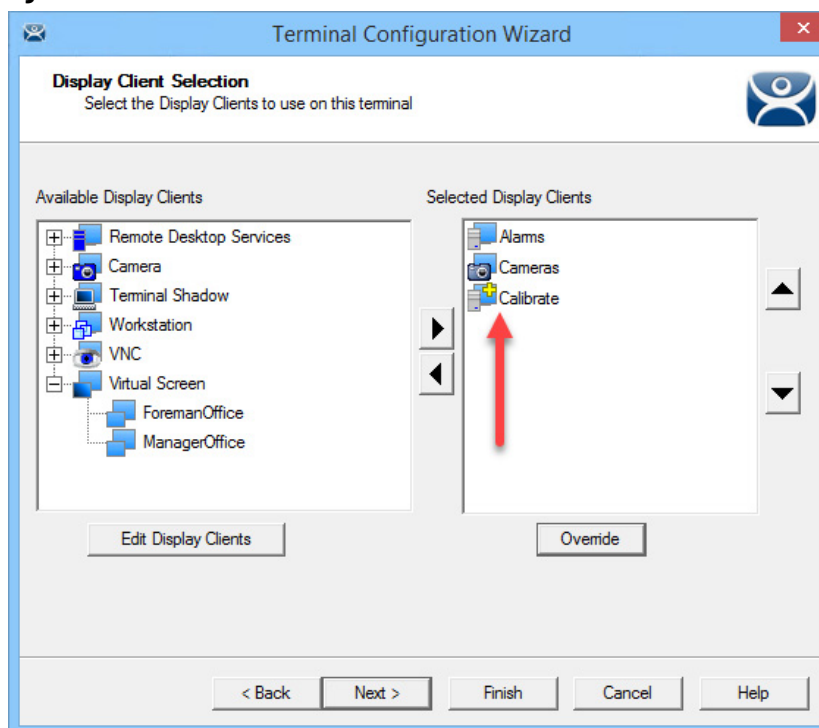 Terminal Configuration Wizard
Display Client Selection
Select the Display Clients to use on this terminal
Available Display Clients
Remote Desktop Services
Camera
Terminal Shadow
Workstation
VNC
Virtual Screen
ForemanOffice
ManagerOffice
Edit Display Clients
Selected Display Clients
Alarms
Cameras
Calibrate
Override
< Back
Next >
Finish
Cancel
Help